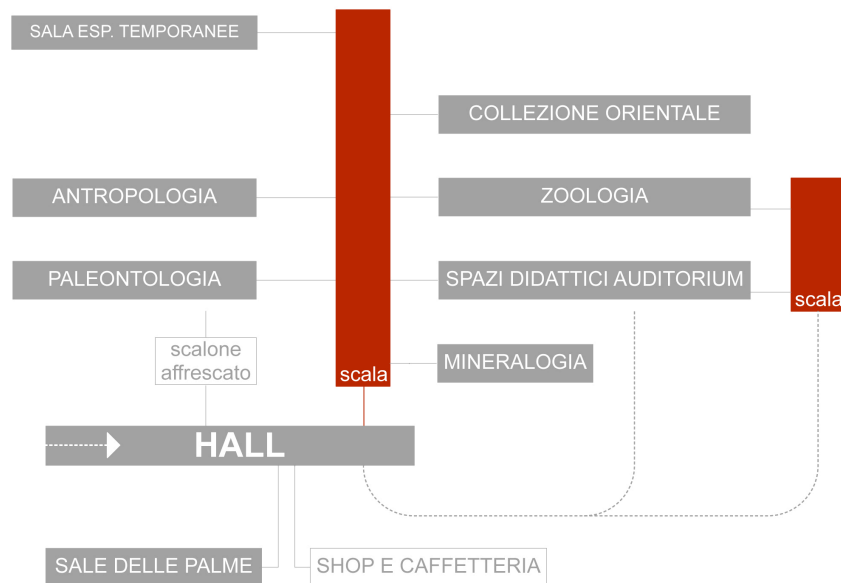 SALA ESP. TEMPORANEE
COLLEZIONE ORIENTALE
ANTROPOLOGIA
ZOOLOGIA
PALEONTOLOGIA
SPAZI DIDATTICI AUDITORIUM
scala
scalone
affrescato
MINERALOGIA
scala
HALL
SALE DELLE PALME
SHOP E CAFFETTERIA